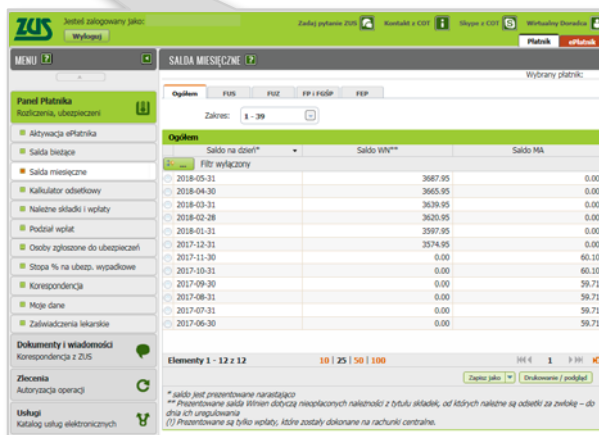 ZUS
Jesteś zalogowany jako:
Wyloguj
Zadaj pytanie ZUS
Kontakt z COT
Skype z COT
Wirtualny Doradca
Płatnik
ePłatnik
MENU
SALDA MIESIĘCZNE
Wybrany płatnik:
Ogółem
FUS
FUZ
FP i FGŚP
FEP
Zakres:
1 - 39
Panel Płatnika
Rozliczenia, ubezpieczeni
Aktywacja ePłatnika
Salda bieżące
Salda miesięczne
Kalkulator odsetkowy
Należne składki i wpłaty
Podział wpłat
Osoby zgłoszone do ubezpieczeń
Stopa % na ubezp. wypadkowe
Korespondencja
Moje dane
Zaświadczenia lekarskie
Dokumenty i wiadomości
Korespondencja z ZUS
Zlecenia
Autoryzacja operacji
Usługi
Katalog usług elektronicznych
Ogółem
Saldo na dzień* Saldo WN** Saldo MA
Filtr wyłączony
2018-05-31 3687.95 0.00
2018-04-30 3665.95 0.00
2018-03-31 3639.95 0.00
2018-02-28 3620.95 0.00
2018-01-31 3597.95 0.00
2017-12-31 3574.95 0.00
2017-11-30 0.00 60.10
2017-10-31 0.00 60.10
2017-09-30 0.00 59.71
2017-08-31 0.00 59.71
2017-07-31 0.00 59.71
2017-06-30 0.00 59.71
Elementy 1 - 12 z 12
10 | 25 | 50 | 100
1
Zapisz jako
Drukowanie / podgląd
* saldo jest prezentowane narastająco
** Prezentowane salda Winien dotyczą nieopłaconych należności z tytułu składek, od których należne są odsetki za zwłokę – do
dnia ich uregulowania
(!) Prezentowane są tylko wpłaty, które zostały dokonane na rachunki centralne.